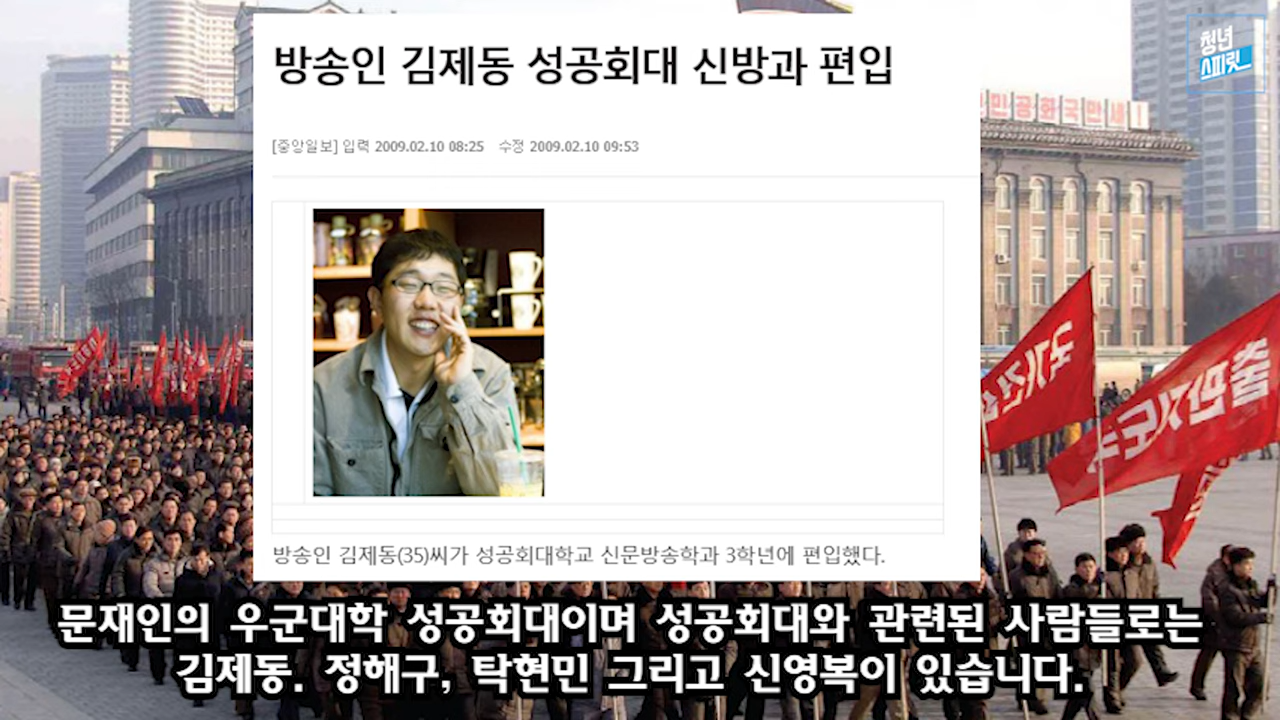 방송인 김제동 성공회대 신방과 편입
청년
스피릿
[중앙일보] 입력 2009.02.10 08:25 수정 2009.02.10 09:53
민공화국만세!
방송인 김제동(35)씨가 성공회대학교 신문방송학과 3학년에 편입했다.
문재인의 우군대학 성공회대이며 성공회대와 관련된 사람들로는
김제동. 정해구, 탁현민 그리고 신영복이 있습니다.